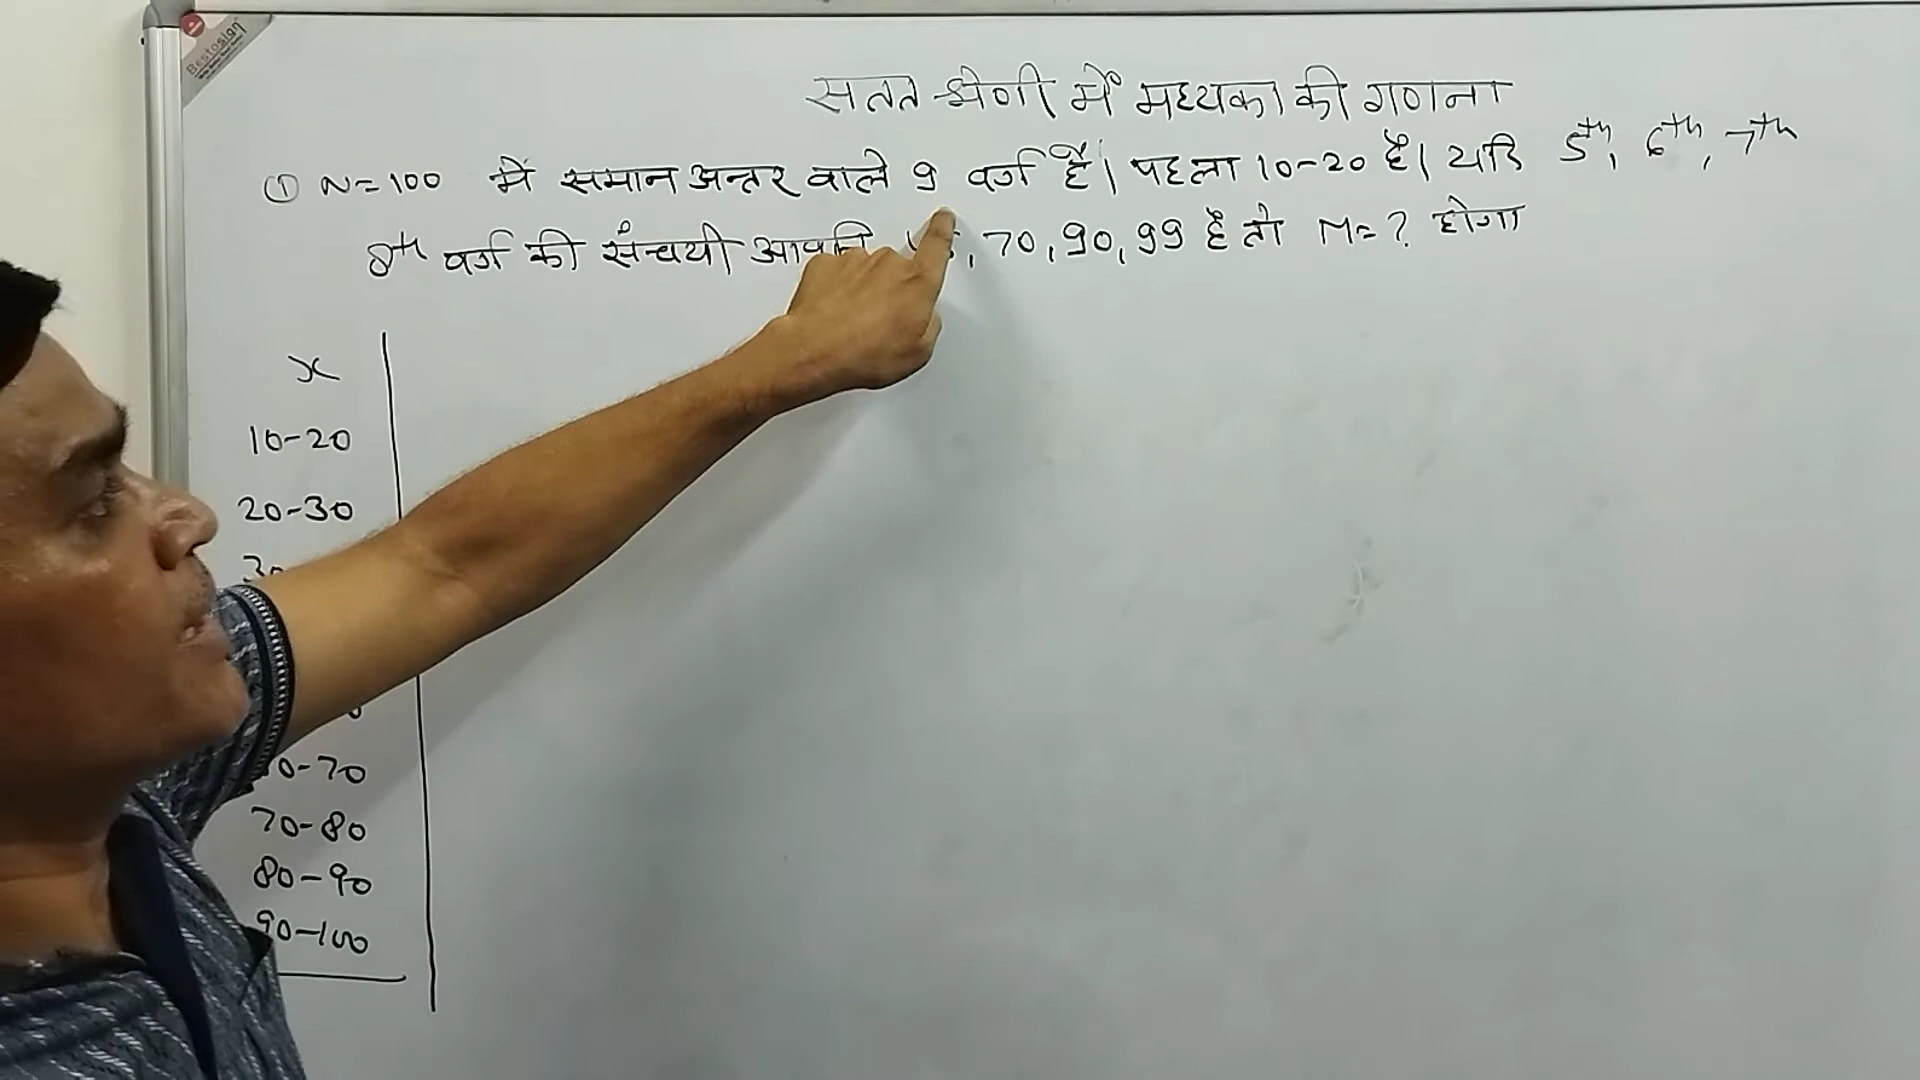 Bestosign
सतत श्रेणी में मध्यका की गणना
① N=100 में समान अन्तर वाले 9 वर्ग हैं। पहला 10-20 है। यदि 5th, 6th, 7th
8th वर्ग की संचयी , 70, 90, 99 है तो M=? होगा
x
10-20
20-30
0-70
70-80
80-90
90-100